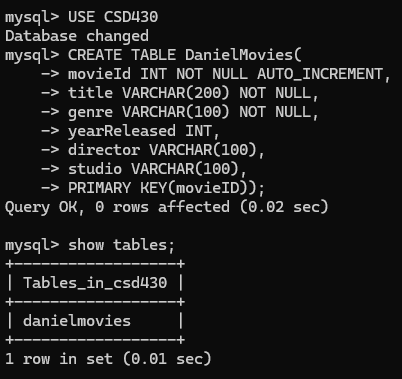 mysql> USE CSD430
Database changed
mysql> CREATE TABLE DanielMovies(
    -> movieId INT NOT NULL AUTO_INCREMENT,
    -> title VARCHAR(200) NOT NULL,
    -> genre VARCHAR(100) NOT NULL,
    -> yearReleased INT,
    -> director VARCHAR(100),
    -> studio VARCHAR(100),
    -> PRIMARY KEY(movieID));
Query OK, 0 rows affected (0.02 sec)
mysql> show tables;
+------------------+
| Tables_in_csd430 |
+------------------+
| danielmovies     |
+------------------+
1 row in set (0.01 sec)